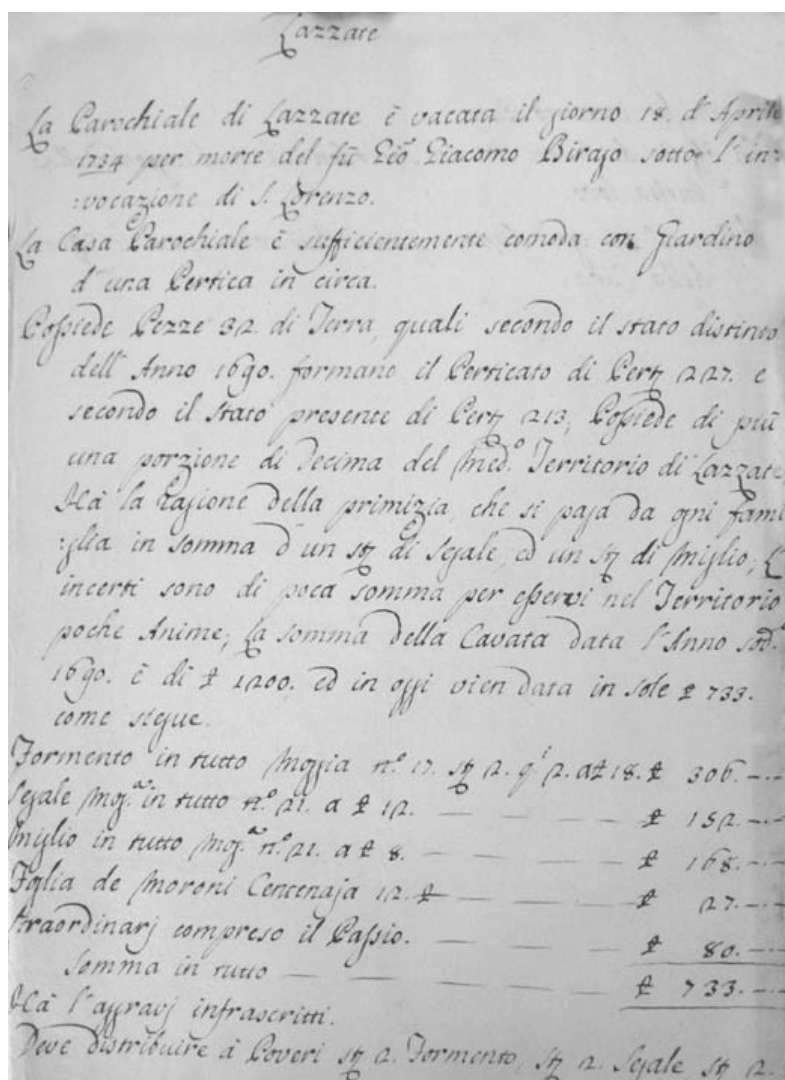 Lazzate
La Parochiale di Lazzate è vacata il giorno 18. d'Aprile
1734 per morte del fù Gio Giacomo Birago sotto l'in:
:vocazione di S. Lorenzo.
La Casa Parochiale è sufficientemente comoda con Giardino
d'una Pertica in circa.
Possiede Pezze 32. di Terra, quali secondo il stato distinto
dell'Anno 1690. formano il Perticato di Pert. 227. e
secondo il stato presente di Pert. 213; Possiede di più
una porzione di Decima del med.º Territorio di Lazzate,
Hà la Ragione della primizia, che si paga da ogni fami
:glia in somma d'un st. di Segale, ed un st. di Miglio; L'
incerti sono di poca somma per esservi nel Territorio
poche Anime; La somma della Cavata data l'Anno sod.º
1690. è di £ 1200. ed in oggi vien data in sole £ 733.
come siegue.
Formento in tutto Moggia n.º 17. st. 2. q.i 2. a £ 18. £ 306.-.-
Segale Mog.a in tutto n.º 21. a £ 12. — — — £ 152.-.-
Miglio in tutto Mog.a n.º 21. a £ 8. — — — £ 168.-.-
Foglia de Moroni Centenaja 12. £ — — — £ 27.-.-
straordinarj compreso il Passio. — — — £ 80.-.-
Somma in tutto — — — £ 733.-.-
Hà l'aggravj infrascritti.
Deve distribuire à Poveri st. 2. Formento, st. 2. Segale st. 2.